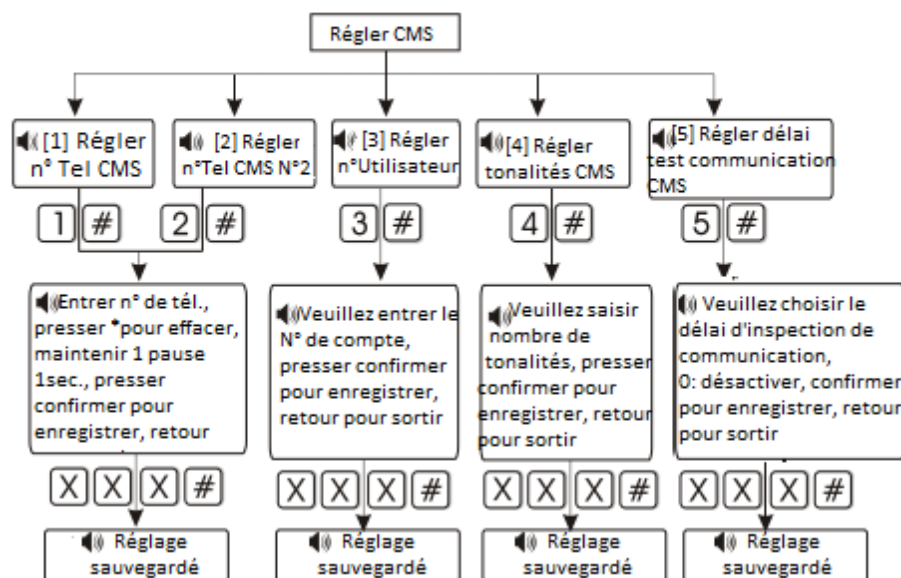 Régler CMS
[1] Régler
n° Tel CMS
[2] Régler
n°Tel CMS N°2
[3] Régler
n°Utilisateur
[4] Régler
tonalités CMS
[5] Régler délai
test communication
CMS
1 #
2 #
3 #
4 #
5 #
Entrer n° de tél.,
presser *pour effacer,
maintenir 1 pause
1sec., presser
confirmer pour
enregistrer, retour
Veuillez entrer le
N° de compte,
presser confirmer
pour enregistrer,
retour pour sortir
Veuillez saisir
nombre de
tonalités, presser
confirmer pour
enregistrer, retour
pour sortir
Veuillez choisir le
délai d'inspection de
communication,
0: désactiver, confirmer
pour enregistrer, retour
pour sortir
X X X #
X X X #
X X X #
X X X #
Réglage
sauvegardé
Réglage
sauvegardé
Réglage
sauvegardé
Réglage
sauvegardé